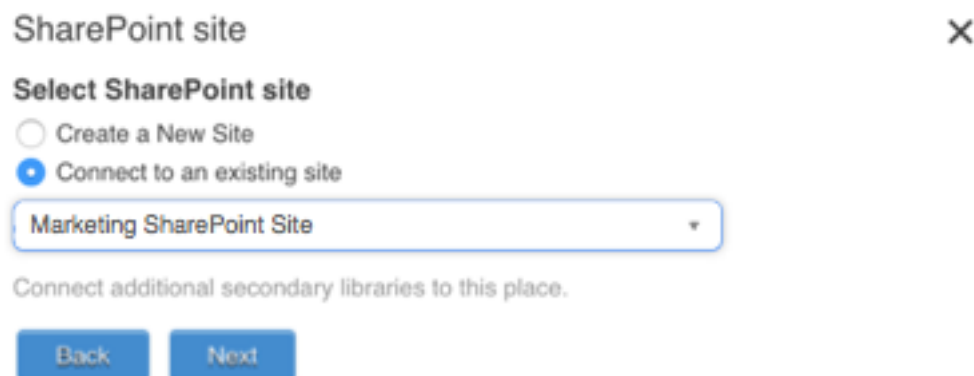 SharePoint site
Select SharePoint site
Create a New Site
Connect to an existing site
Marketing SharePoint Site
Connect additional secondary libraries to this place.
Back Next